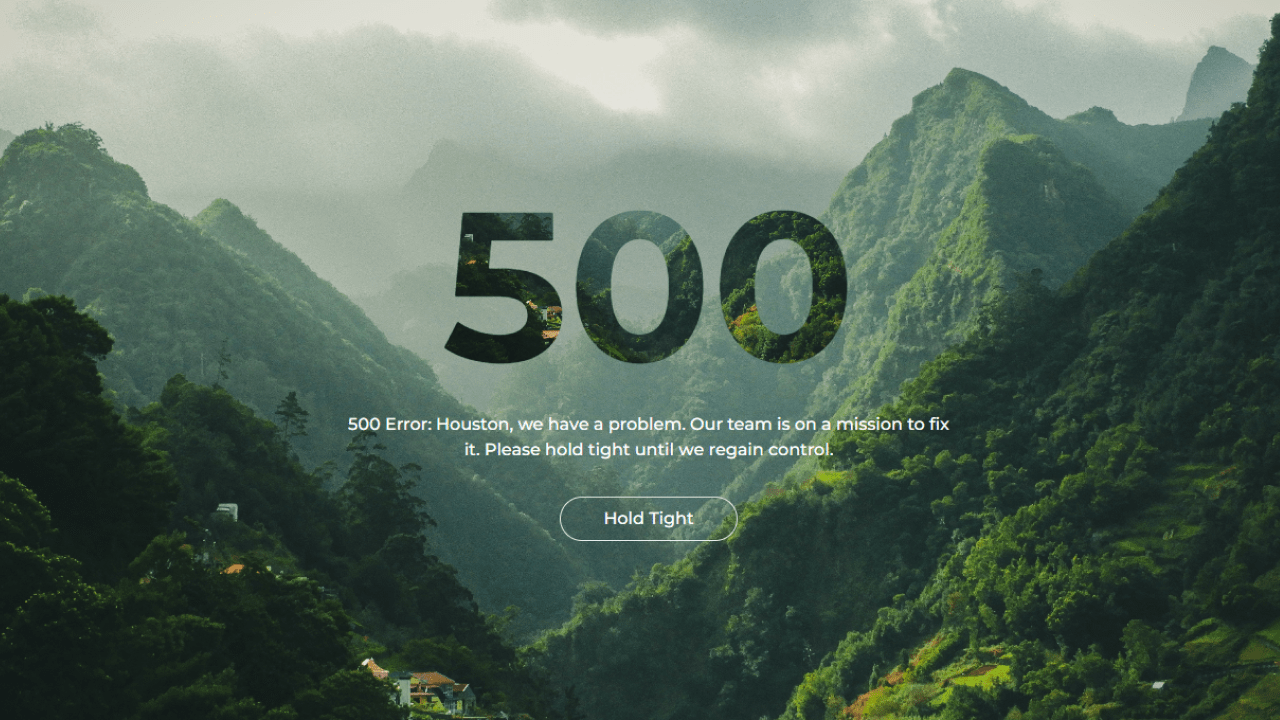 500
500 Error: Houston, we have a problem. Our team is on a mission to fix
it. Please hold tight until we regain control.
Hold Tight